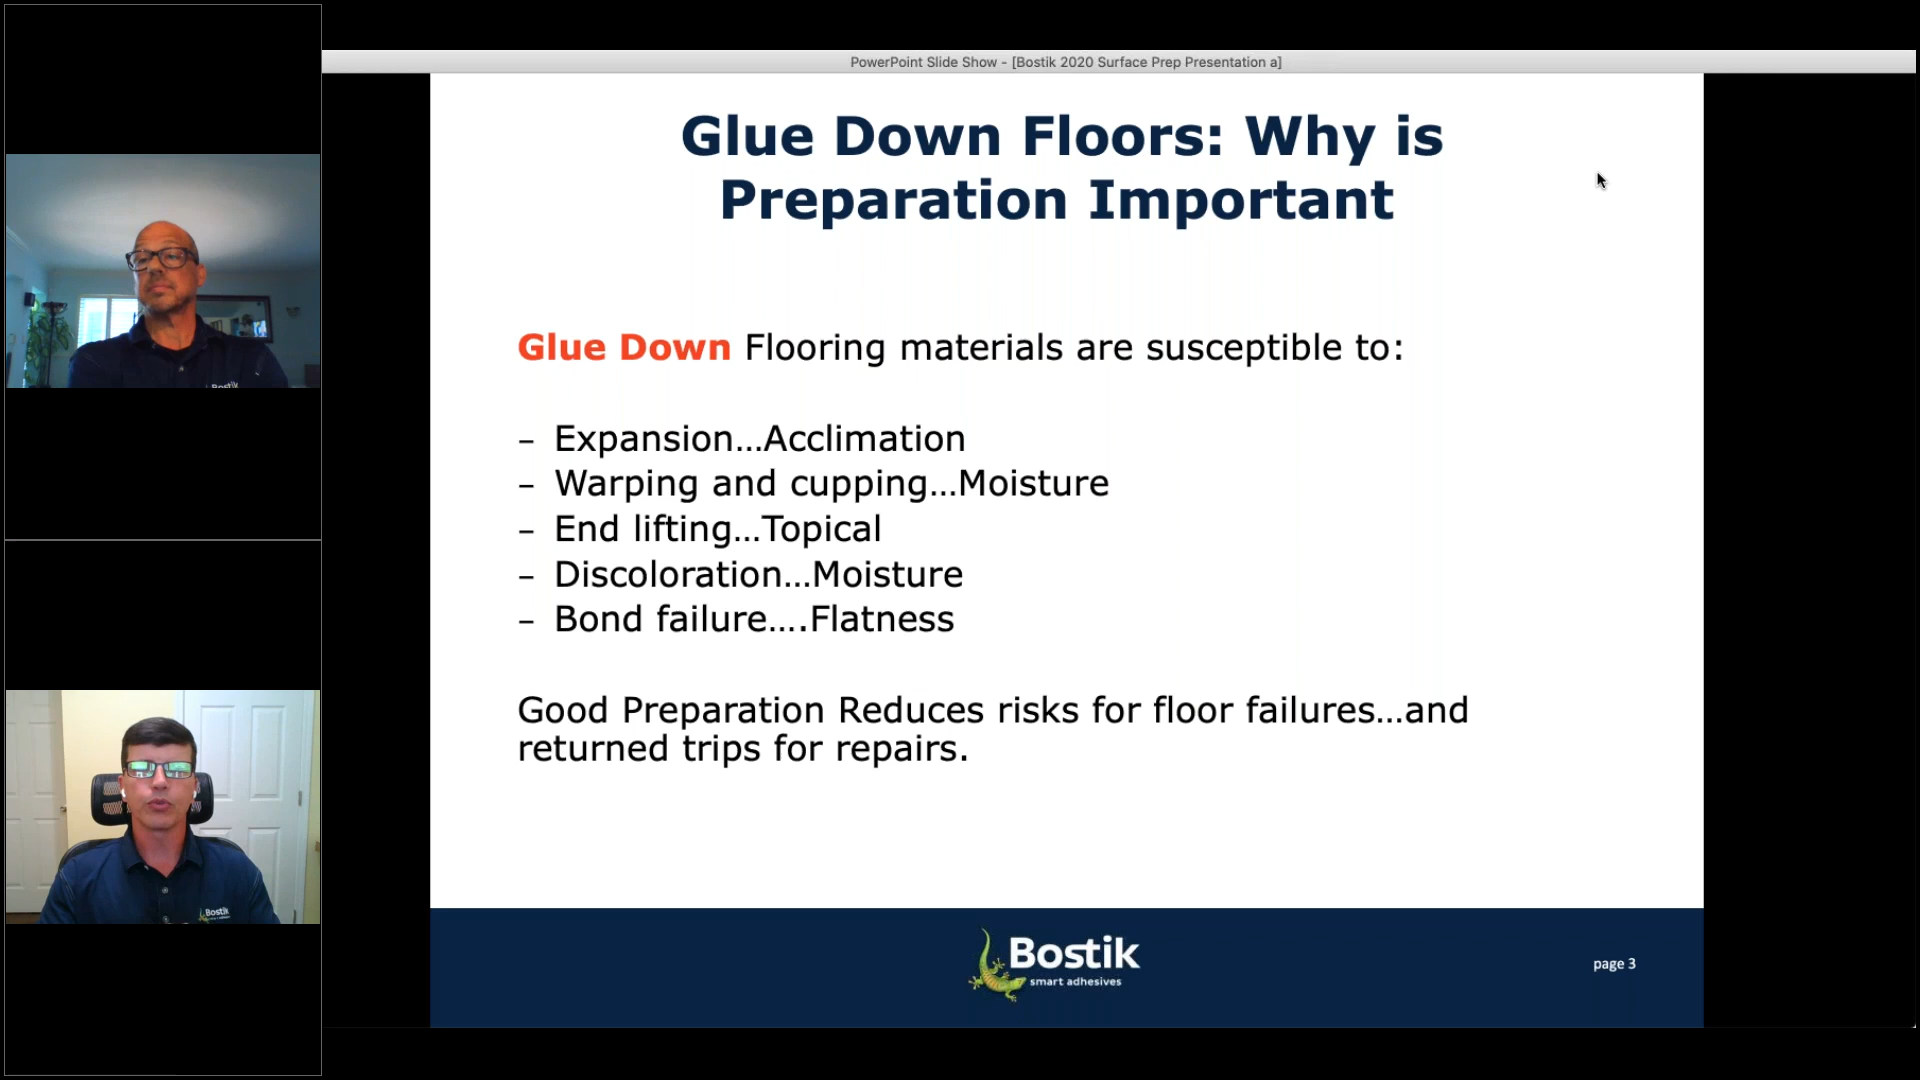 PowerPoint Slide Show - [Bostik 2020 Surface Prep Presentation a]
Glue Down Floors: Why is
Preparation Important
Glue Down Flooring materials are susceptible to:
– Expansion…Acclimation
– Warping and cupping…Moisture
– End lifting…Topical
– Discoloration…Moisture
– Bond failure….Flatness
Good Preparation Reduces risks for floor failures…and
returned trips for repairs.
Bostik
smart adhesives
page 3
Bostik
Bostik